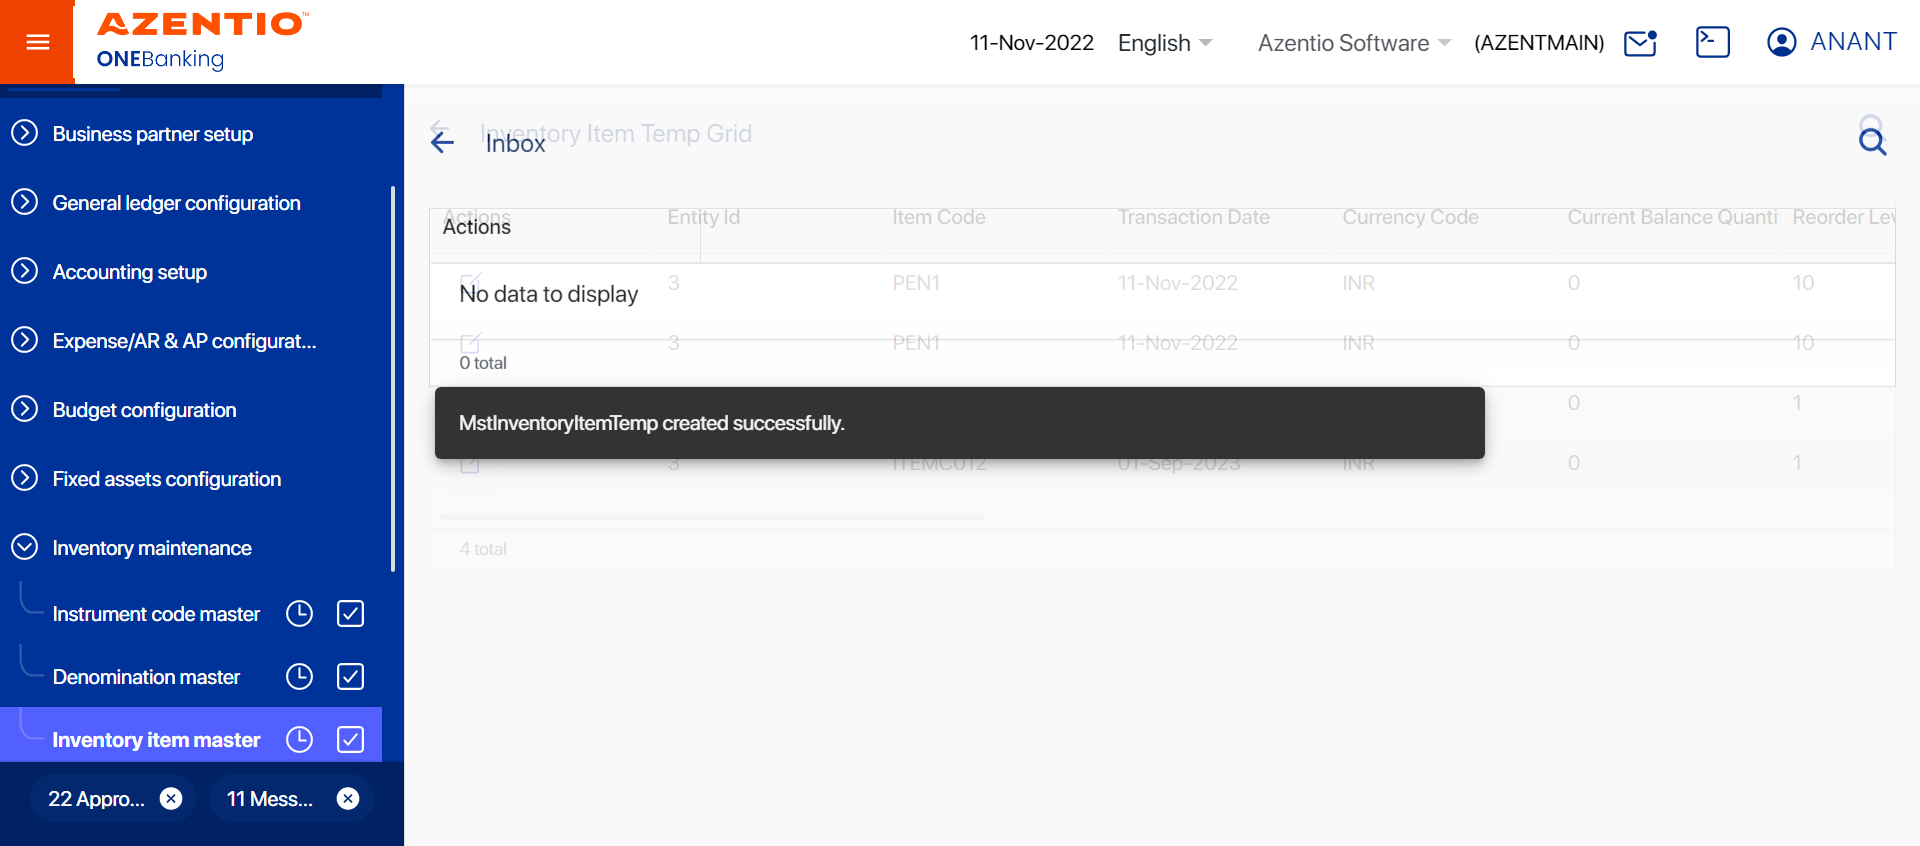 AZENTIO™
ONEBanking
11-Nov-2022 English Azentio Software (AZENTMAIN) ANANT
Business partner setup
General ledger configuration
Accounting setup
Expense/AR & AP configurat...
Budget configuration
Fixed assets configuration
Inventory maintenance
Instrument code master
Denomination master
Inventory item master
22 Appro...
11 Mess...
Inventory Item Temp Grid
Inbox
Actions Entity Id Item Code Transaction Date Currency Code Current Balance Quanti Reorder Lev
Actions
3 PEN1 11-Nov-2022 INR 0 10
No data to display
3 PEN1 11-Nov-2022 INR 0 10
0 total
0 1
MstInventoryItemTemp created successfully.
3 ITEMC012 01-Sep-2023 INR 0 1
4 total